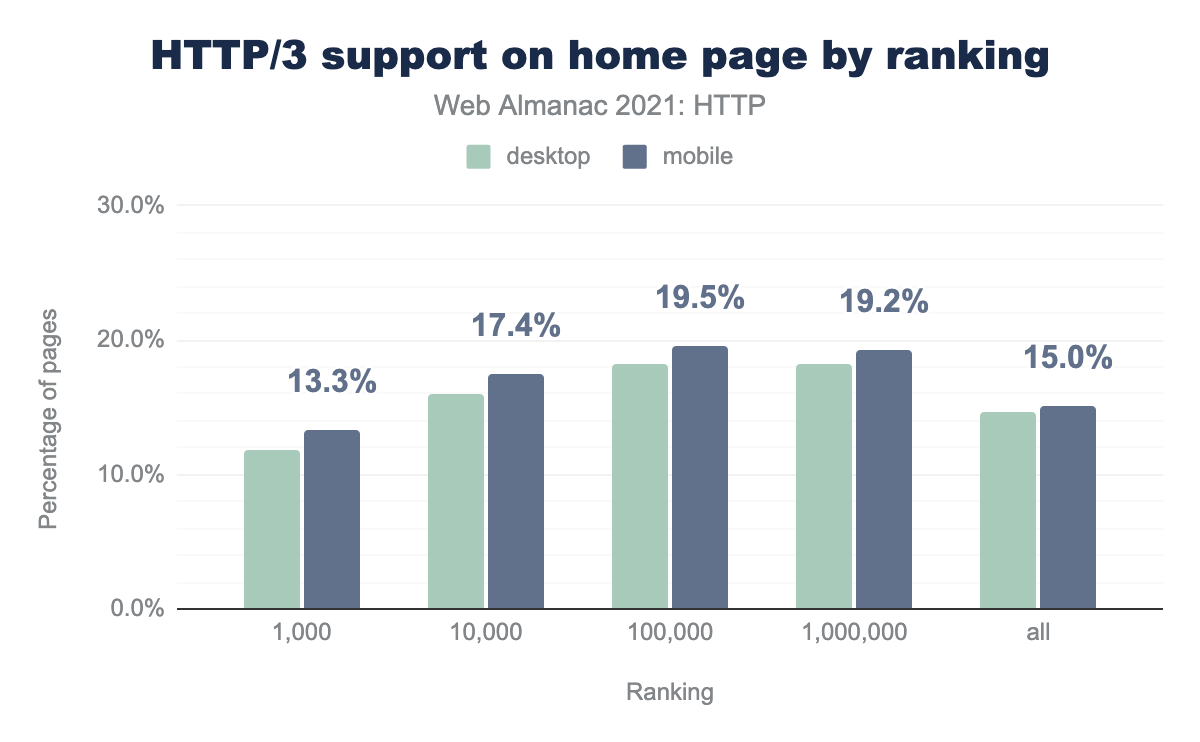 HTTP/3 support on home page by ranking
Web Almanac 2021: HTTP
desktop
mobile
Percentage of pages
30.0%
20.0%
10.0%
0.0%
13.3%
17.4%
19.5%
19.2%
15.0%
1,000
10,000
100,000
1,000,000
all
Ranking